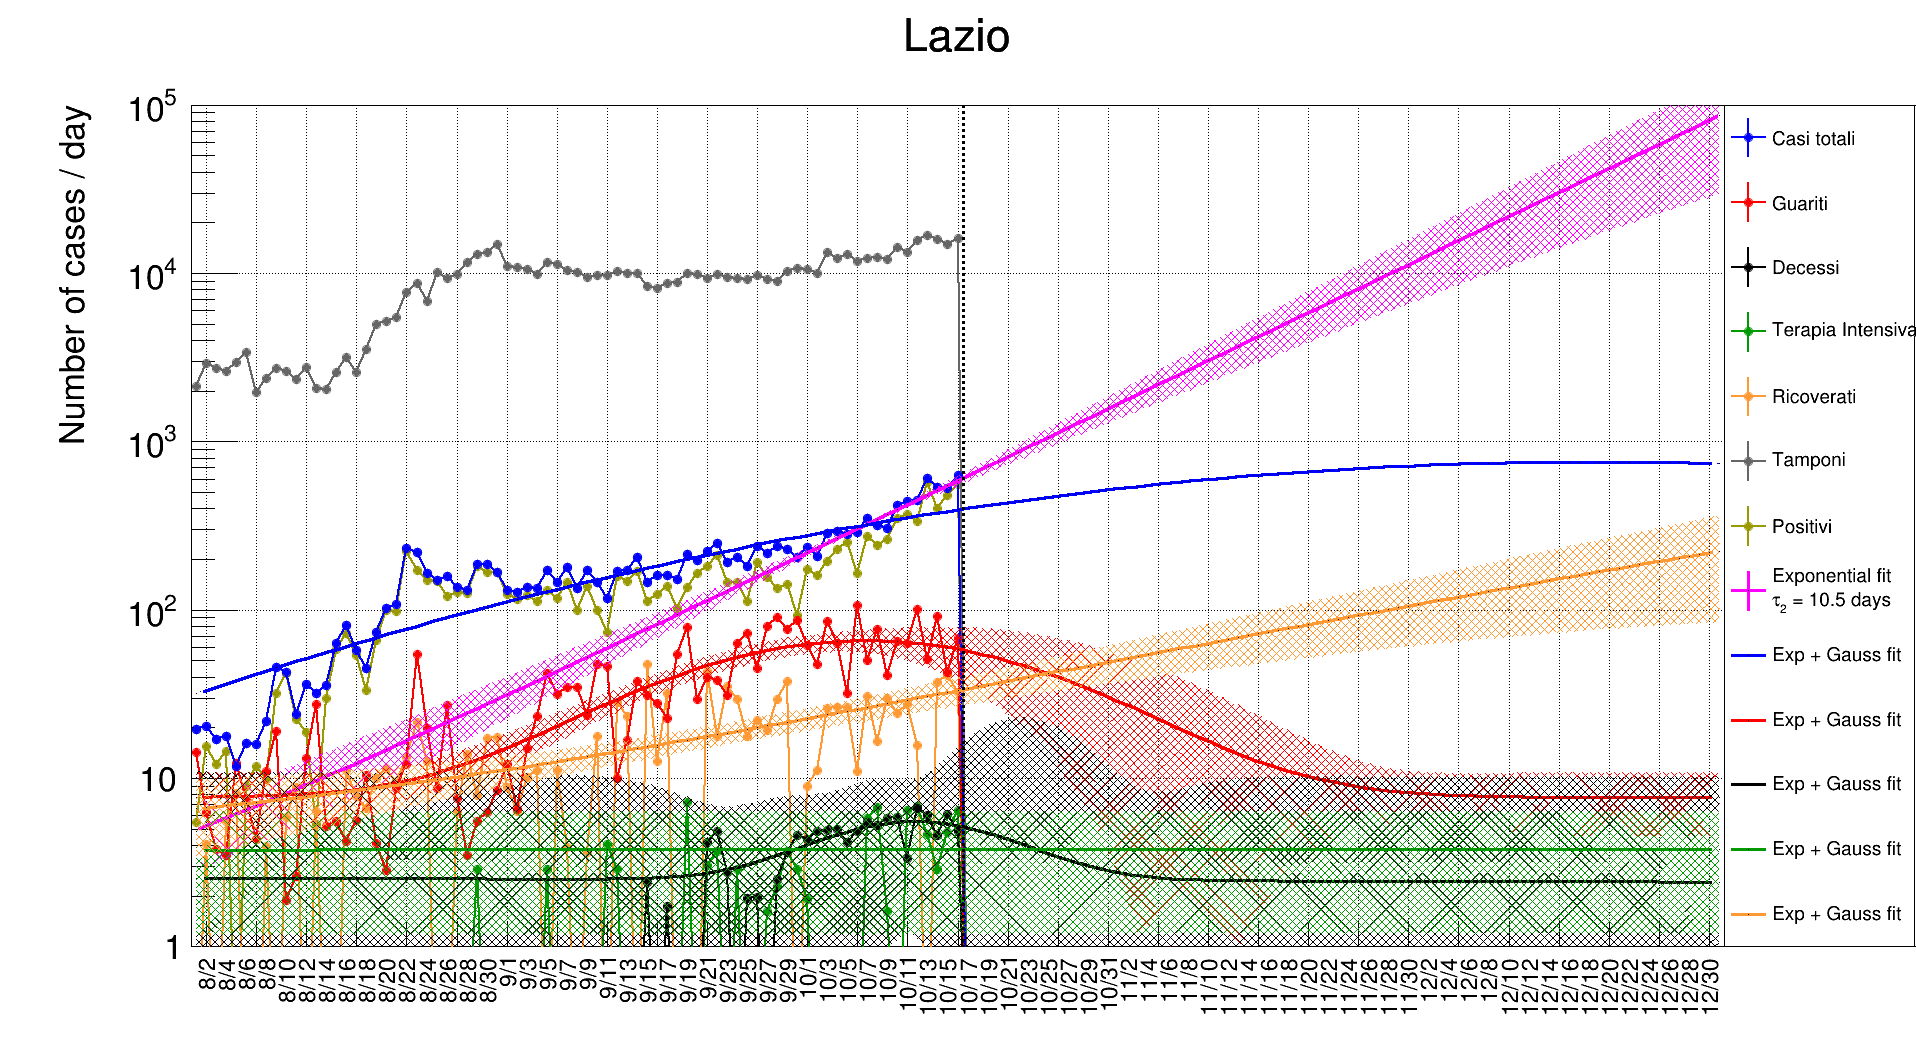 Lazio
Number of cases / day
10^5
10^4
10^3
10^2
10
1
8/2 8/4 8/6 8/8 8/10 8/12 8/14 8/16 8/18 8/20 8/22 8/24 8/26 8/28 8/30 9/1 9/3 9/5 9/7 9/9 9/11 9/13 9/15 9/17 9/19 9/21 9/23 9/25 9/27 9/29 10/1 10/3 10/5 10/7 10/9 10/11 10/13 10/15 10/17 10/19 10/21 10/23 10/25 10/27 10/29 10/31 11/2 11/4 11/6 11/8 11/10 11/12 11/14 11/16 11/18 11/20 11/22 11/24 11/26 11/28 11/30 12/2 12/4 12/6 12/8 12/10 12/12 12/14 12/16 12/18 12/20 12/22 12/24 12/26 12/28 12/30
Casi totali
Guariti
Decessi
Terapia Intensiva
Ricoverati
Tamponi
Positivi
Exponential fit
τ₂ = 10.5 days
Exp + Gauss fit
Exp + Gauss fit
Exp + Gauss fit
Exp + Gauss fit
Exp + Gauss fit